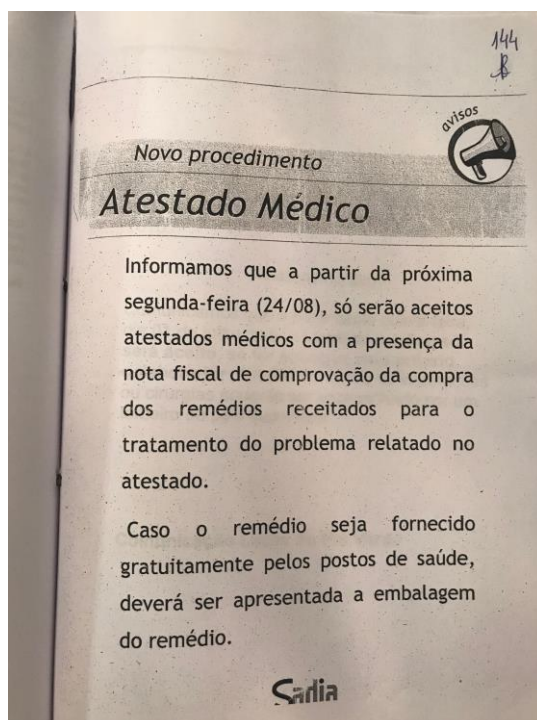 144
avisos
Novo procedimento
Atestado Médico
Informamos que a partir da próxima
segunda-feira (24/08), só serão aceitos
atestados médicos com a presença da
nota fiscal de comprovação da compra
dos remédios receitados para o
tratamento do problema relatado no
atestado.
Caso o remédio seja fornecido
gratuitamente pelos postos de saúde,
deverá ser apresentada a embalagem
do remédio.
Sadia